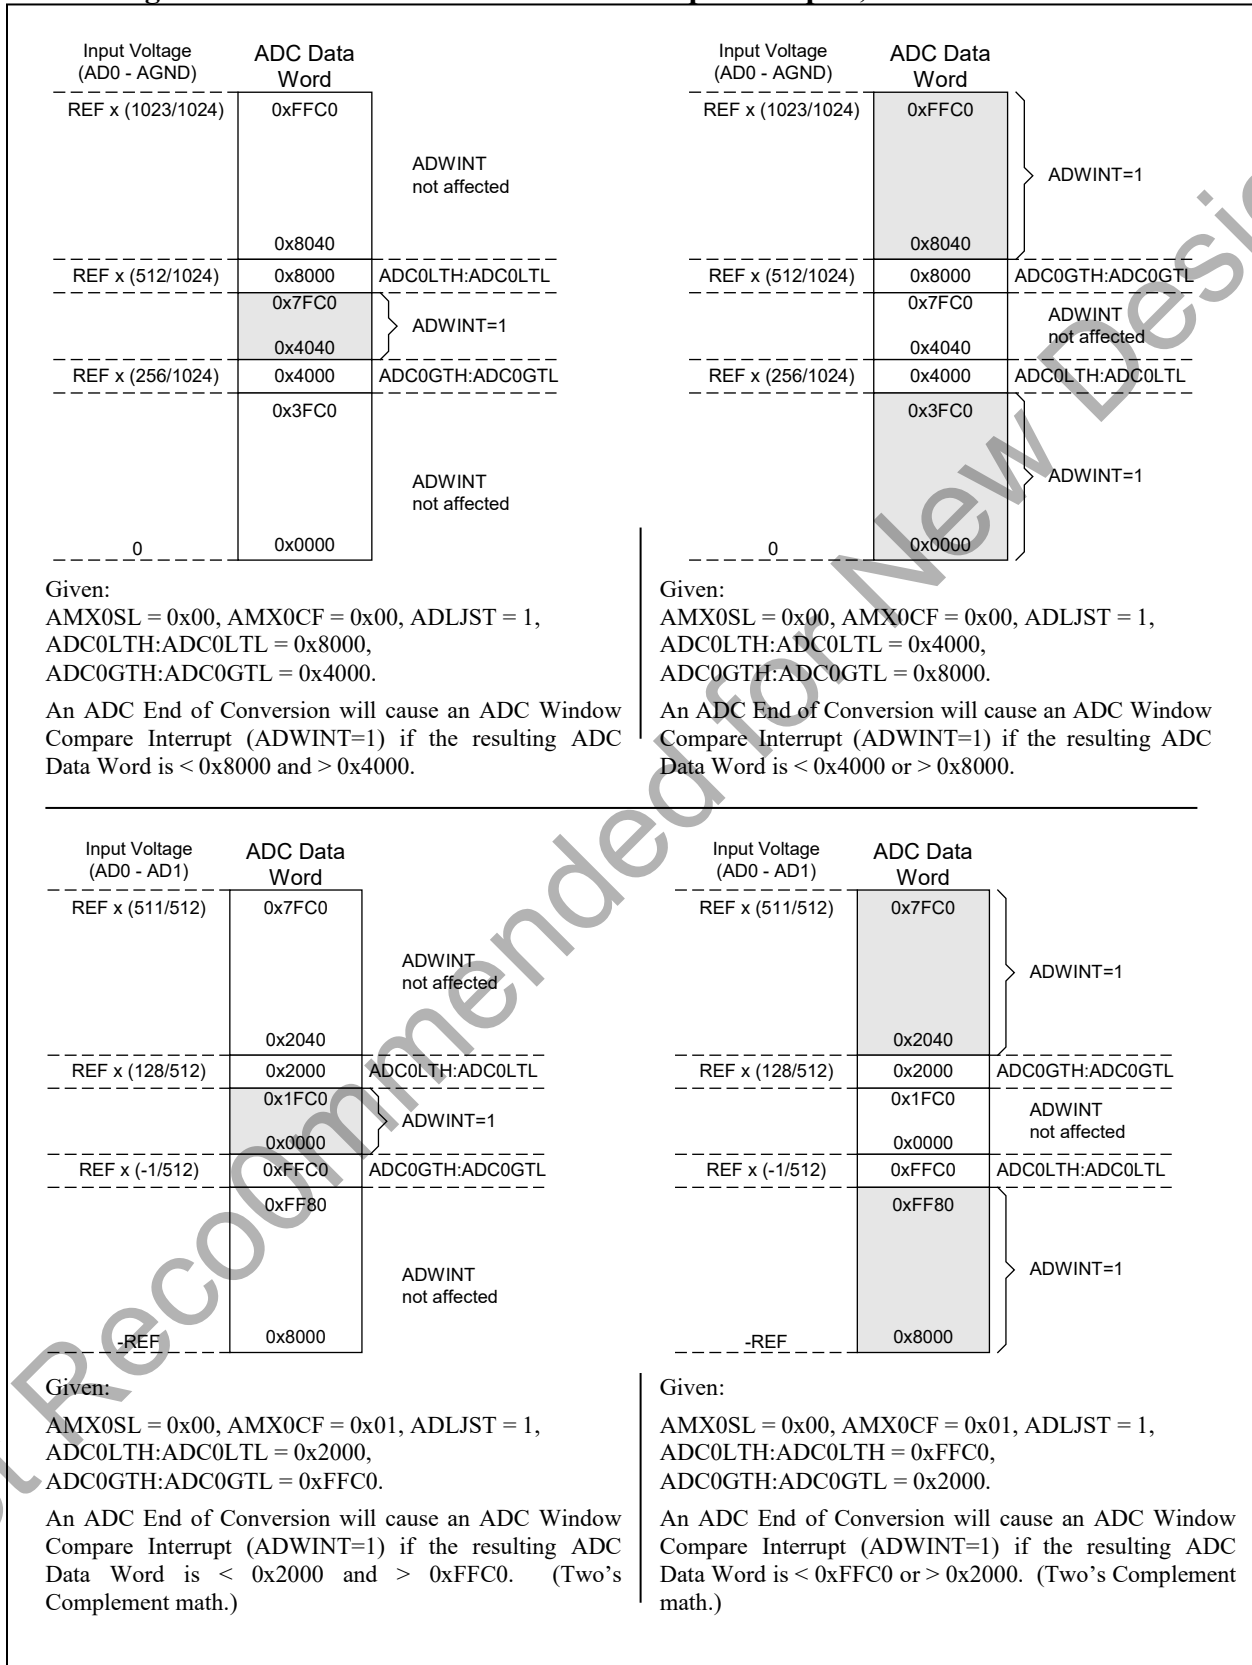 Input Voltage
(AD0 - AGND)
ADC Data
Word
REF x (1023/1024)
0xFFC0
ADWINT
not affected
0x8040
REF x (512/1024)
0x8000
ADC0LTH:ADC0LTL
0x7FC0
ADWINT=1
0x4040
REF x (256/1024)
0x4000
ADC0GTH:ADC0GTL
0x3FC0
ADWINT
not affected
0
0x0000
Given:
AMX0SL = 0x00, AMX0CF = 0x00, ADLJST = 1,
ADC0LTH:ADC0LTL = 0x8000,
ADC0GTH:ADC0GTL = 0x4000.
An ADC End of Conversion will cause an ADC Window
Compare Interrupt (ADWINT=1) if the resulting ADC
Data Word is < 0x8000 and > 0x4000.
Input Voltage
(AD0 - AGND)
ADC Data
Word
REF x (1023/1024)
0xFFC0
ADWINT=1
0x8040
REF x (512/1024)
0x8000
ADC0GTH:ADC0GTL
0x7FC0
ADWINT
not affected
0x4040
REF x (256/1024)
0x4000
ADC0LTH:ADC0LTL
0x3FC0
ADWINT=1
0
0x0000
Given:
AMX0SL = 0x00, AMX0CF = 0x00, ADLJST = 1,
ADC0LTH:ADC0LTL = 0x4000,
ADC0GTH:ADC0GTL = 0x8000.
An ADC End of Conversion will cause an ADC Window
Compare Interrupt (ADWINT=1) if the resulting ADC
Data Word is < 0x4000 or > 0x8000.
Input Voltage
(AD0 - AD1)
ADC Data
Word
REF x (511/512)
0x7FC0
ADWINT
not affected
0x2040
REF x (128/512)
0x2000
ADC0LTH:ADC0LTL
0x1FC0
ADWINT=1
0x0000
REF x (-1/512)
0xFFC0
ADC0GTH:ADC0GTL
0xFF80
ADWINT
not affected
-REF
0x8000
Given:
AMX0SL = 0x00, AMX0CF = 0x01, ADLJST = 1,
ADC0LTH:ADC0LTL = 0x2000,
ADC0GTH:ADC0GTL = 0xFFC0.
An ADC End of Conversion will cause an ADC Window
Compare Interrupt (ADWINT=1) if the resulting ADC
Data Word is < 0x2000 and > 0xFFC0. (Two's
Complement math.)
Input Voltage
(AD0 - AD1)
ADC Data
Word
REF x (511/512)
0x7FC0
ADWINT=1
0x2040
REF x (128/512)
0x2000
ADC0GTH:ADC0GTL
0x1FC0
ADWINT
not affected
0x0000
REF x (-1/512)
0xFFC0
ADC0LTH:ADC0LTL
0xFF80
ADWINT=1
-REF
0x8000
Given:
AMX0SL = 0x00, AMX0CF = 0x01, ADLJST = 1,
ADC0LTH:ADC0LTH = 0xFFC0,
ADC0GTH:ADC0GTL = 0x2000.
An ADC End of Conversion will cause an ADC Window
Compare Interrupt (ADWINT=1) if the resulting ADC
Data Word is < 0xFFC0 or > 0x2000. (Two's Complement
math.)
Reco0mmended for New Desi